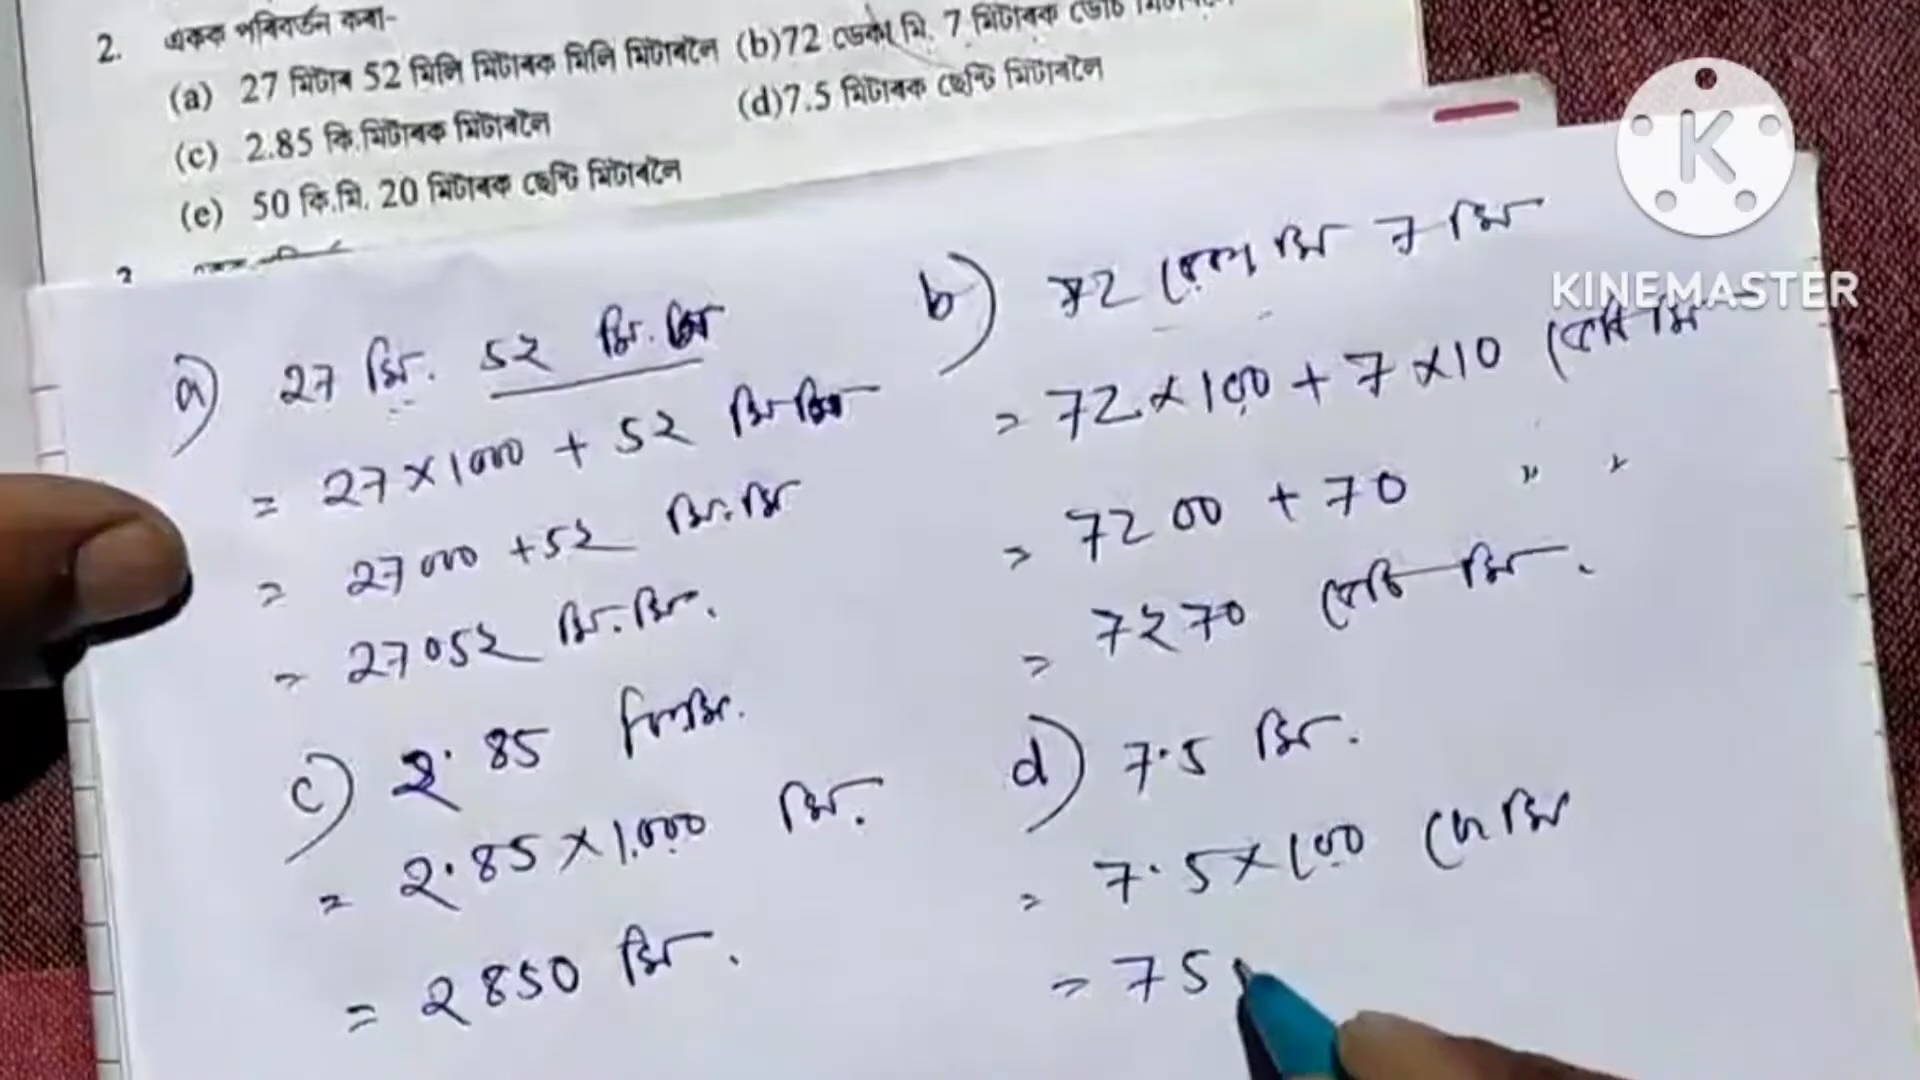 2. একক পৰিবৰ্তন কৰা-
(a) 27 মিটাৰ 52 মিলি মিটাৰক মিলি মিটাৰলৈ (b)72 ডেকা মি. 7 মিটাৰক ডেচি
(c) 2.85 কি.মিটাৰক মিটাৰলৈ (d)7.5 মিটাৰক ছেন্টি মিটাৰলৈ
(e) 50 কি.মি. 20 মিটাৰক ছেন্টি মিটাৰলৈ
a) 27 মি. 52 মি.মি
= 27×1000 + 52 মি মি
= 27000 +52 মি.মি
= 27052 মি.মি.
b) 72 ডেকা মি 7 মি
= 72×100 + 7×10 ডেচি মি
= 7200 + 70 " "
= 7270 ডেচি মি.
c) 2.85 কি.মি.
= 2.85×1000 মি.
= 2850 মি.
d) 7.5 মি.
= 7.5×100 ছে মি
= 75
KINEMASTER